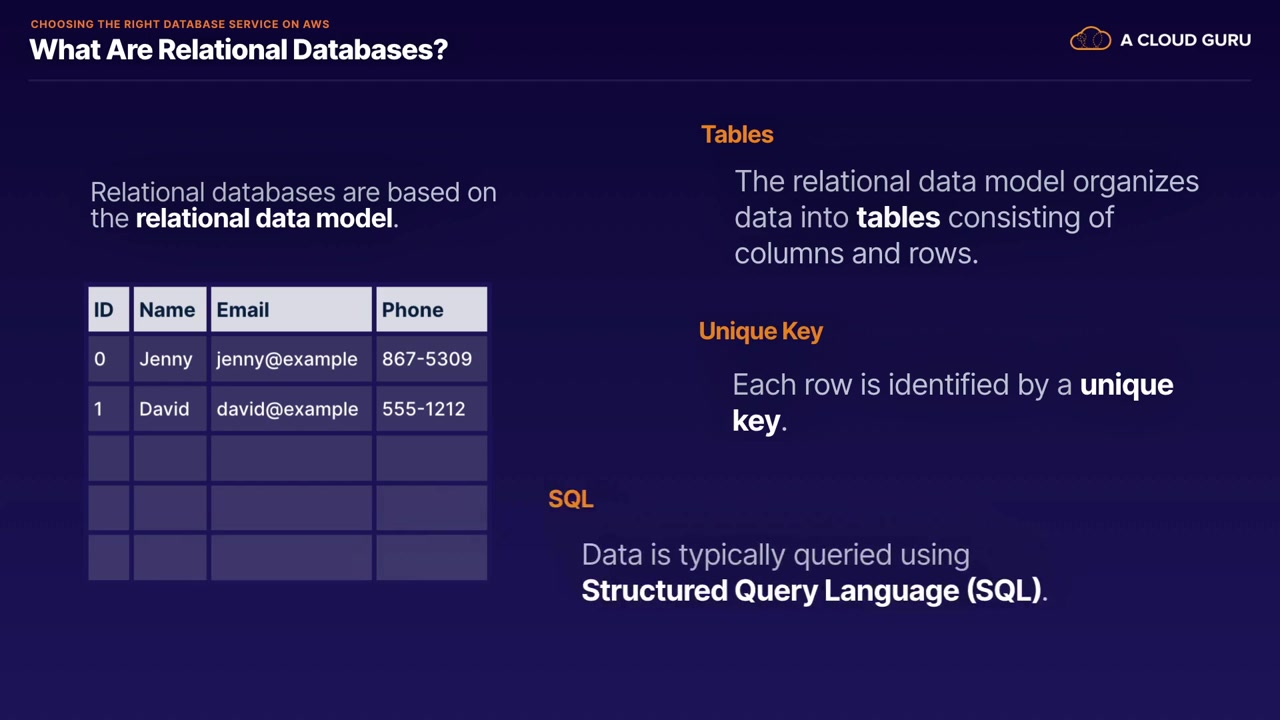 CHOOSING THE RIGHT DATABASE SERVICE ON AWS
What Are Relational Databases?
A CLOUD GURU
Relational databases are based on
the relational data model.
ID Name Email Phone
0 Jenny jenny@example 867-5309
1 David david@example 555-1212
Tables
The relational data model organizes
data into tables consisting of
columns and rows.
Unique Key
Each row is identified by a unique
key.
SQL
Data is typically queried using
Structured Query Language (SQL).